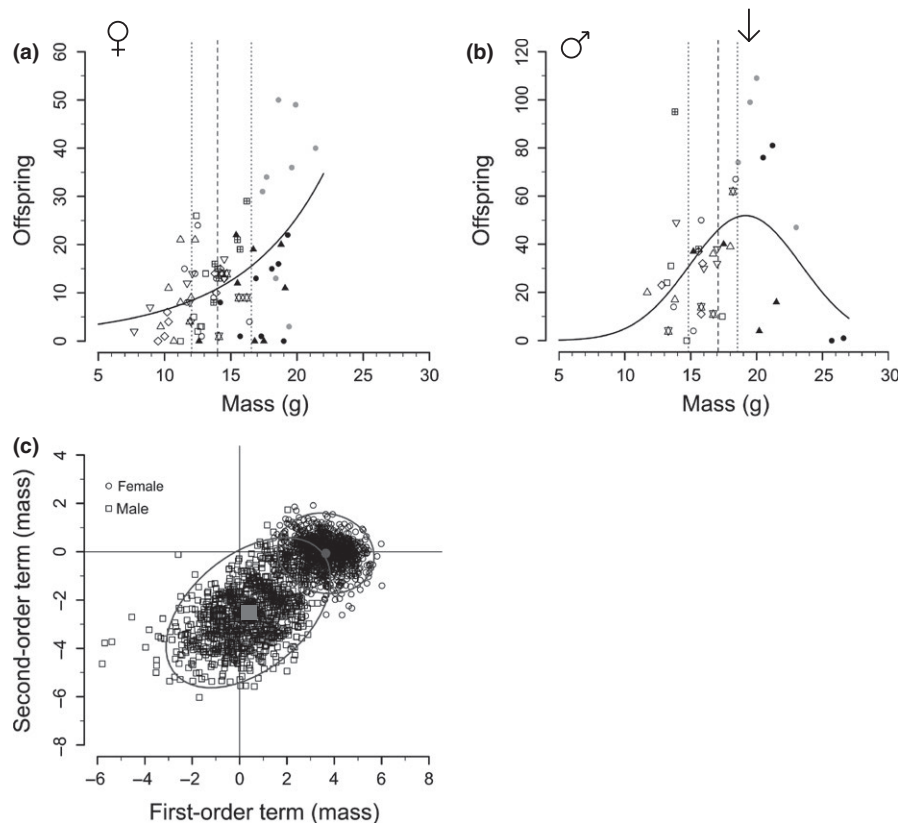 (a) ♀
60
50
40
30
20
10
0
Offspring
5 10 15 20 25 30
Mass (g)
(b) ♂
120
100
80
60
40
20
0
Offspring
5 10 15 20 25 30
Mass (g)
(c)
4
2
0
−2
−4
−6
−8
Second-order term (mass)
Female
Male
−6 −4 −2 0 2 4 6 8
First-order term (mass)